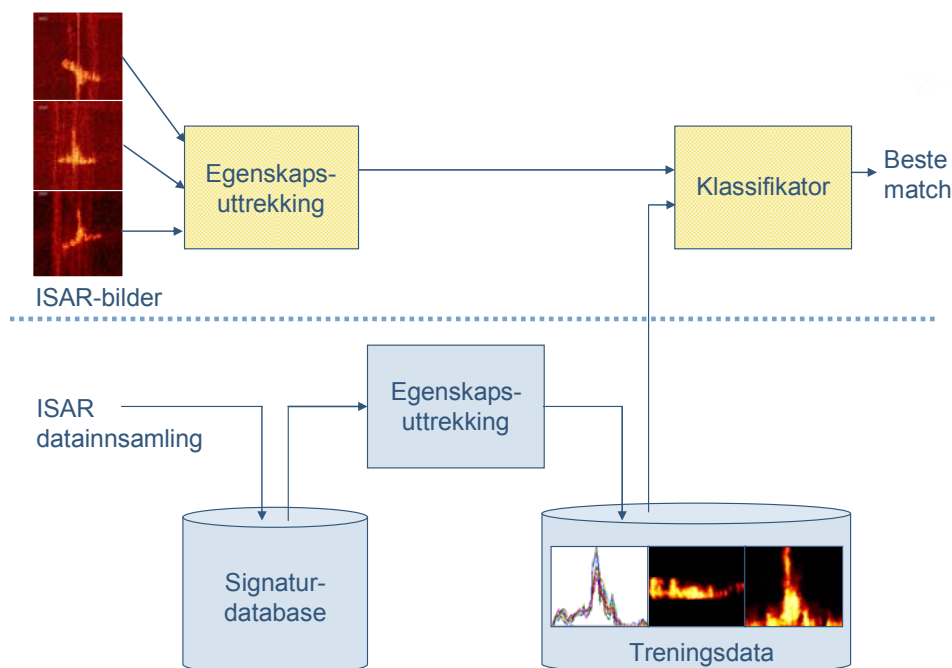 Egenskaps-
uttrekking
Klassifikator
Beste
match
ISAR-bilder
ISAR
datainnsamling
Egenskaps-
uttrekking
Signatur-
database
Treningsdata